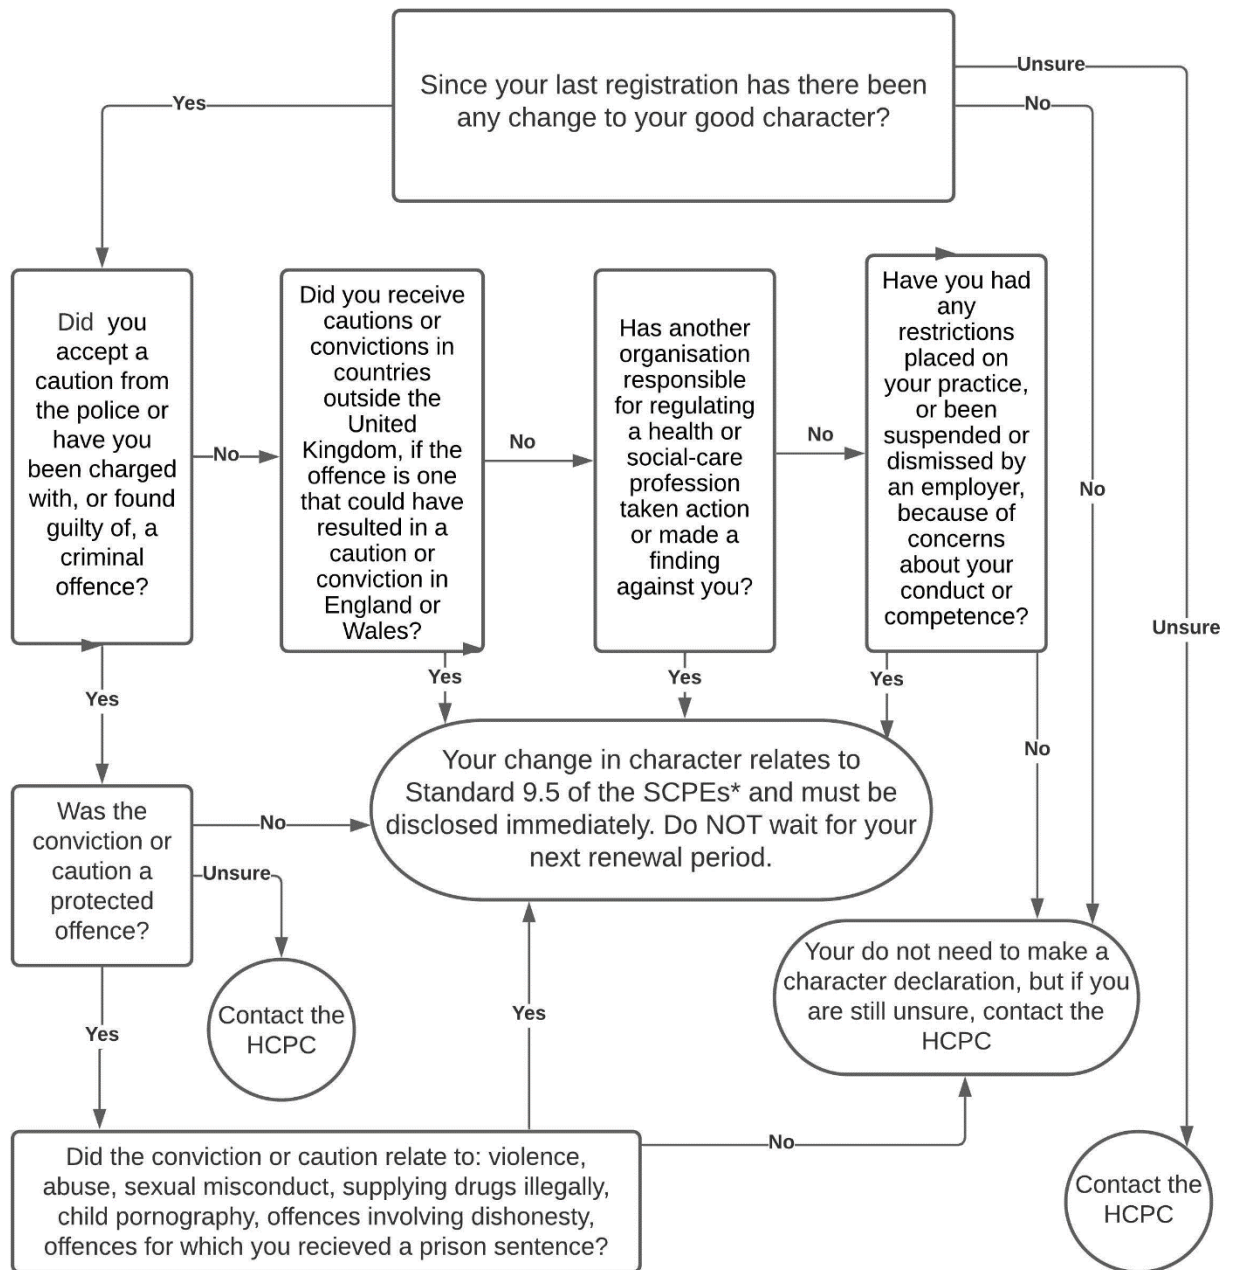 Since your last registration has there been
any change to your good character?
Unsure
No
Yes
Did you
accept a
caution from
the police or
have you
been charged
with, or found
guilty of, a
criminal
offence?
No
Did you receive
cautions or
convictions in
countries
outside the
United
Kingdom, if the
offence is one
that could have
resulted in a
caution or
conviction in
England or
Wales?
No
Has another
organisation
responsible
for regulating
a health or
social-care
profession
taken action
or made a
finding
against you?
No
Have you had
any
restrictions
placed on
your practice,
or been
suspended or
dismissed by
an employer,
because of
concerns
about your
conduct or
competence?
No
Unsure
Yes
Yes
Yes
Yes
No
Your change in character relates to
Standard 9.5 of the SCPEs* and must be
disclosed immediately. Do NOT wait for your
next renewal period.
Was the
conviction or
caution a
protected
offence?
No
Unsure
Contact the
HCPC
Yes
Yes
Your do not need to make a
character declaration, but if you
are still unsure, contact the
HCPC
Did the conviction or caution relate to: violence,
abuse, sexual misconduct, supplying drugs illegally,
child pornography, offences involving dishonesty,
offences for which you recieved a prison sentence?
No
Contact the
HCPC